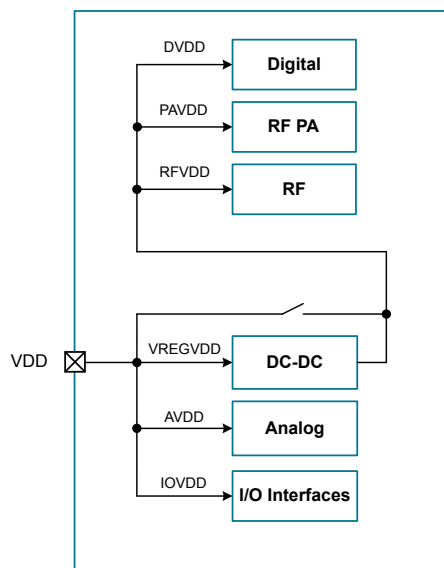 DVDD
Digital
PAVDD
RF PA
RFVDD
RF
VDD
VREGVDD
DC-DC
AVDD
Analog
IOVDD
I/O Interfaces